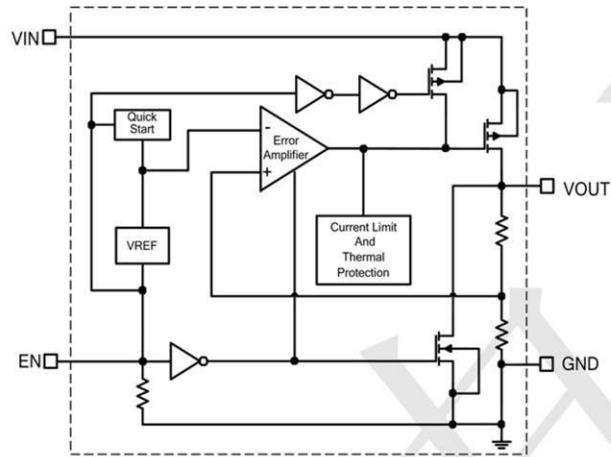 VIN
Quick
Start
-
Error
Amplifier
+
VOUT
VREF
Current Limit
And
Thermal
Protection
EN
GND